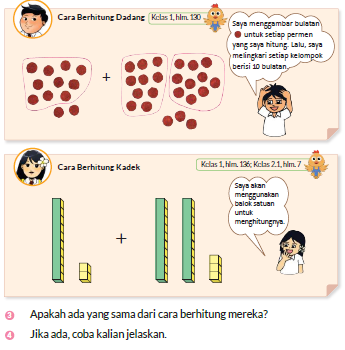 Cara Berhitung Dadang
Kelas 1, hlm. 130
Saya menggambar bulatan
untuk setiap permen
yang saya hitung. Lalu, saya
melingkari setiap kelompok
berisi 10 bulatan.
+
Cara Berhitung Kadek
Kelas 1, hlm. 136; Kelas 2.1, hlm. 7
Saya akan
menggunakan
balok satuan
untuk
menghitungnya.
+
3 Apakah ada yang sama dari cara berhitung mereka?
4 Jika ada, coba kalian jelaskan.